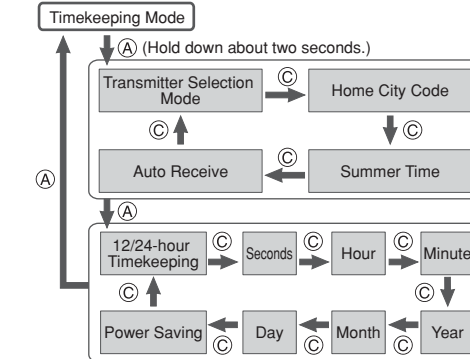 Timekeeping Mode
Ⓐ (Hold down about two seconds.)
Transmitter Selection
Mode
Ⓒ
Home City Code
Ⓒ
Ⓒ
Auto Receive
Ⓒ
Summer Time
Ⓐ
Ⓐ
12/24-hour
Timekeeping
Ⓒ
Seconds
Ⓒ
Hour
Ⓒ
Minute
Ⓒ
Ⓒ
Power Saving
Ⓒ
Day
Ⓒ
Month
Ⓒ
Year